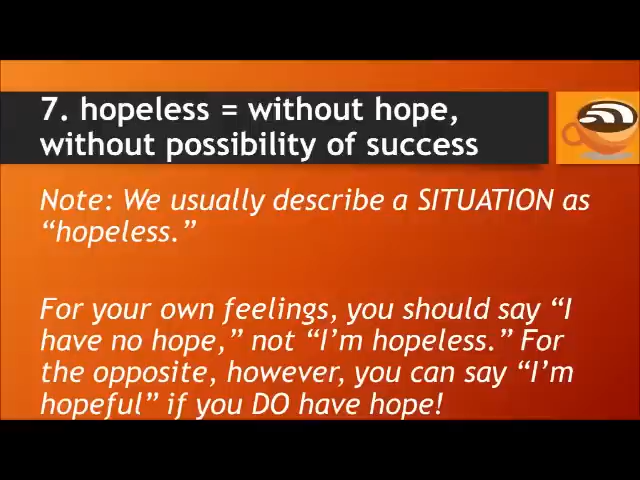 7. hopeless = without hope,
without possibility of success
Note: We usually describe a SITUATION as
“hopeless.”
For your own feelings, you should say “I
have no hope,” not “I’m hopeless.” For
the opposite, however, you can say “I’m
hopeful” if you DO have hope!